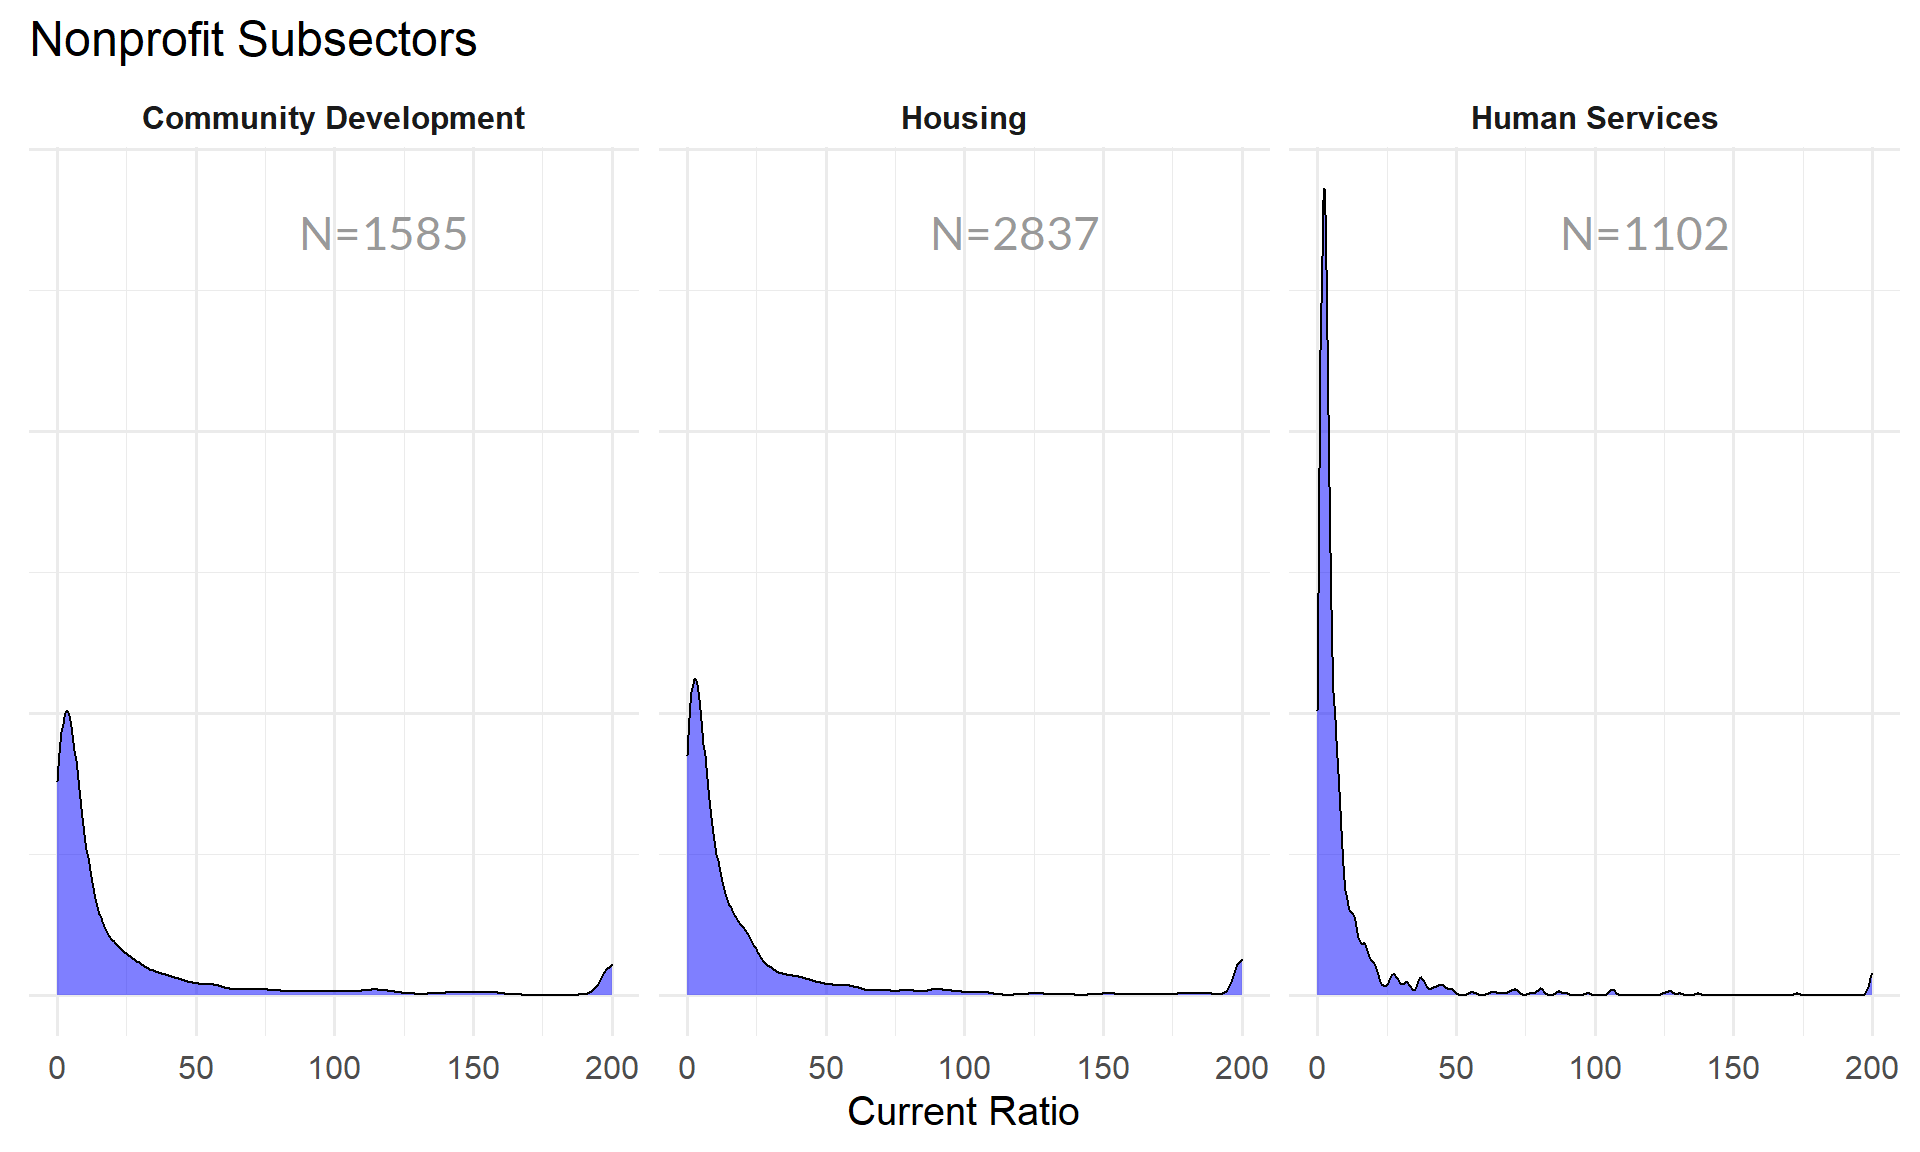 Nonprofit Subsectors
Community Development Housing Human Services
N=1585 N=2837 N=1102
0 50 100 150 200 0 50 100 150 200 0 50 100 150 200
Current Ratio